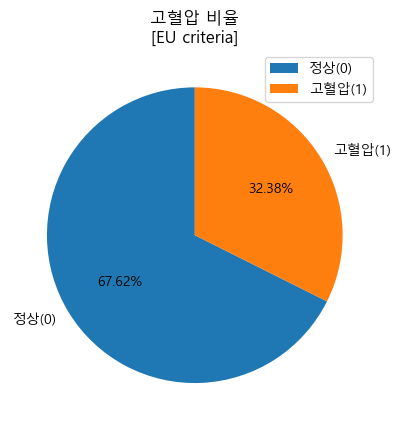 고혈압 비율
[EU criteria]
정상(0)
고혈압(1)
고혈압(1)
32.38%
67.62%
정상(0)